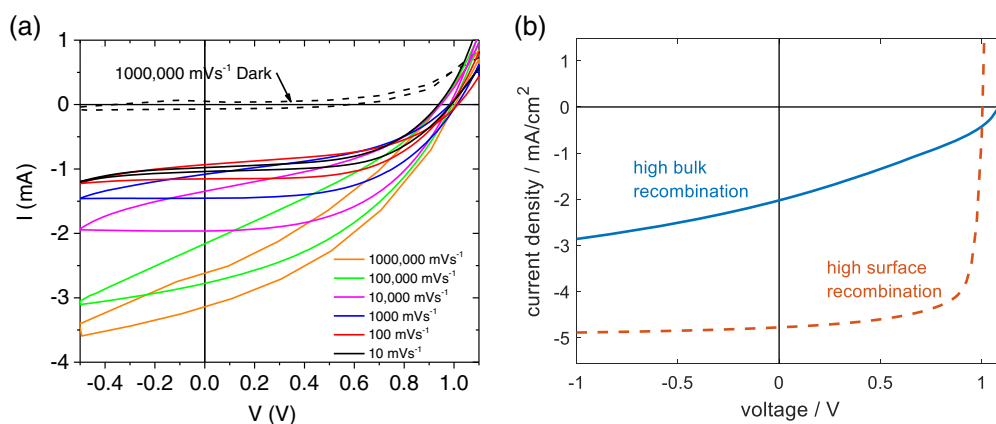 (a)
1
0
-1
-2
-3
-4
I (mA)
1000,000 mVs⁻¹ Dark
1000,000 mVs⁻¹
100,000 mVs⁻¹
10,000 mVs⁻¹
1000 mVs⁻¹
100 mVs⁻¹
10 mVs⁻¹
-0.5 -0.4 -0.2 0.0 0.2 0.4 0.6 0.8 1.0
V (V)
(b)
1
0
-1
-2
-3
-4
-5
current density / mA/cm²
high bulk
recombination
high surface
recombination
-1 -0.5 0 0.5 1
voltage / V